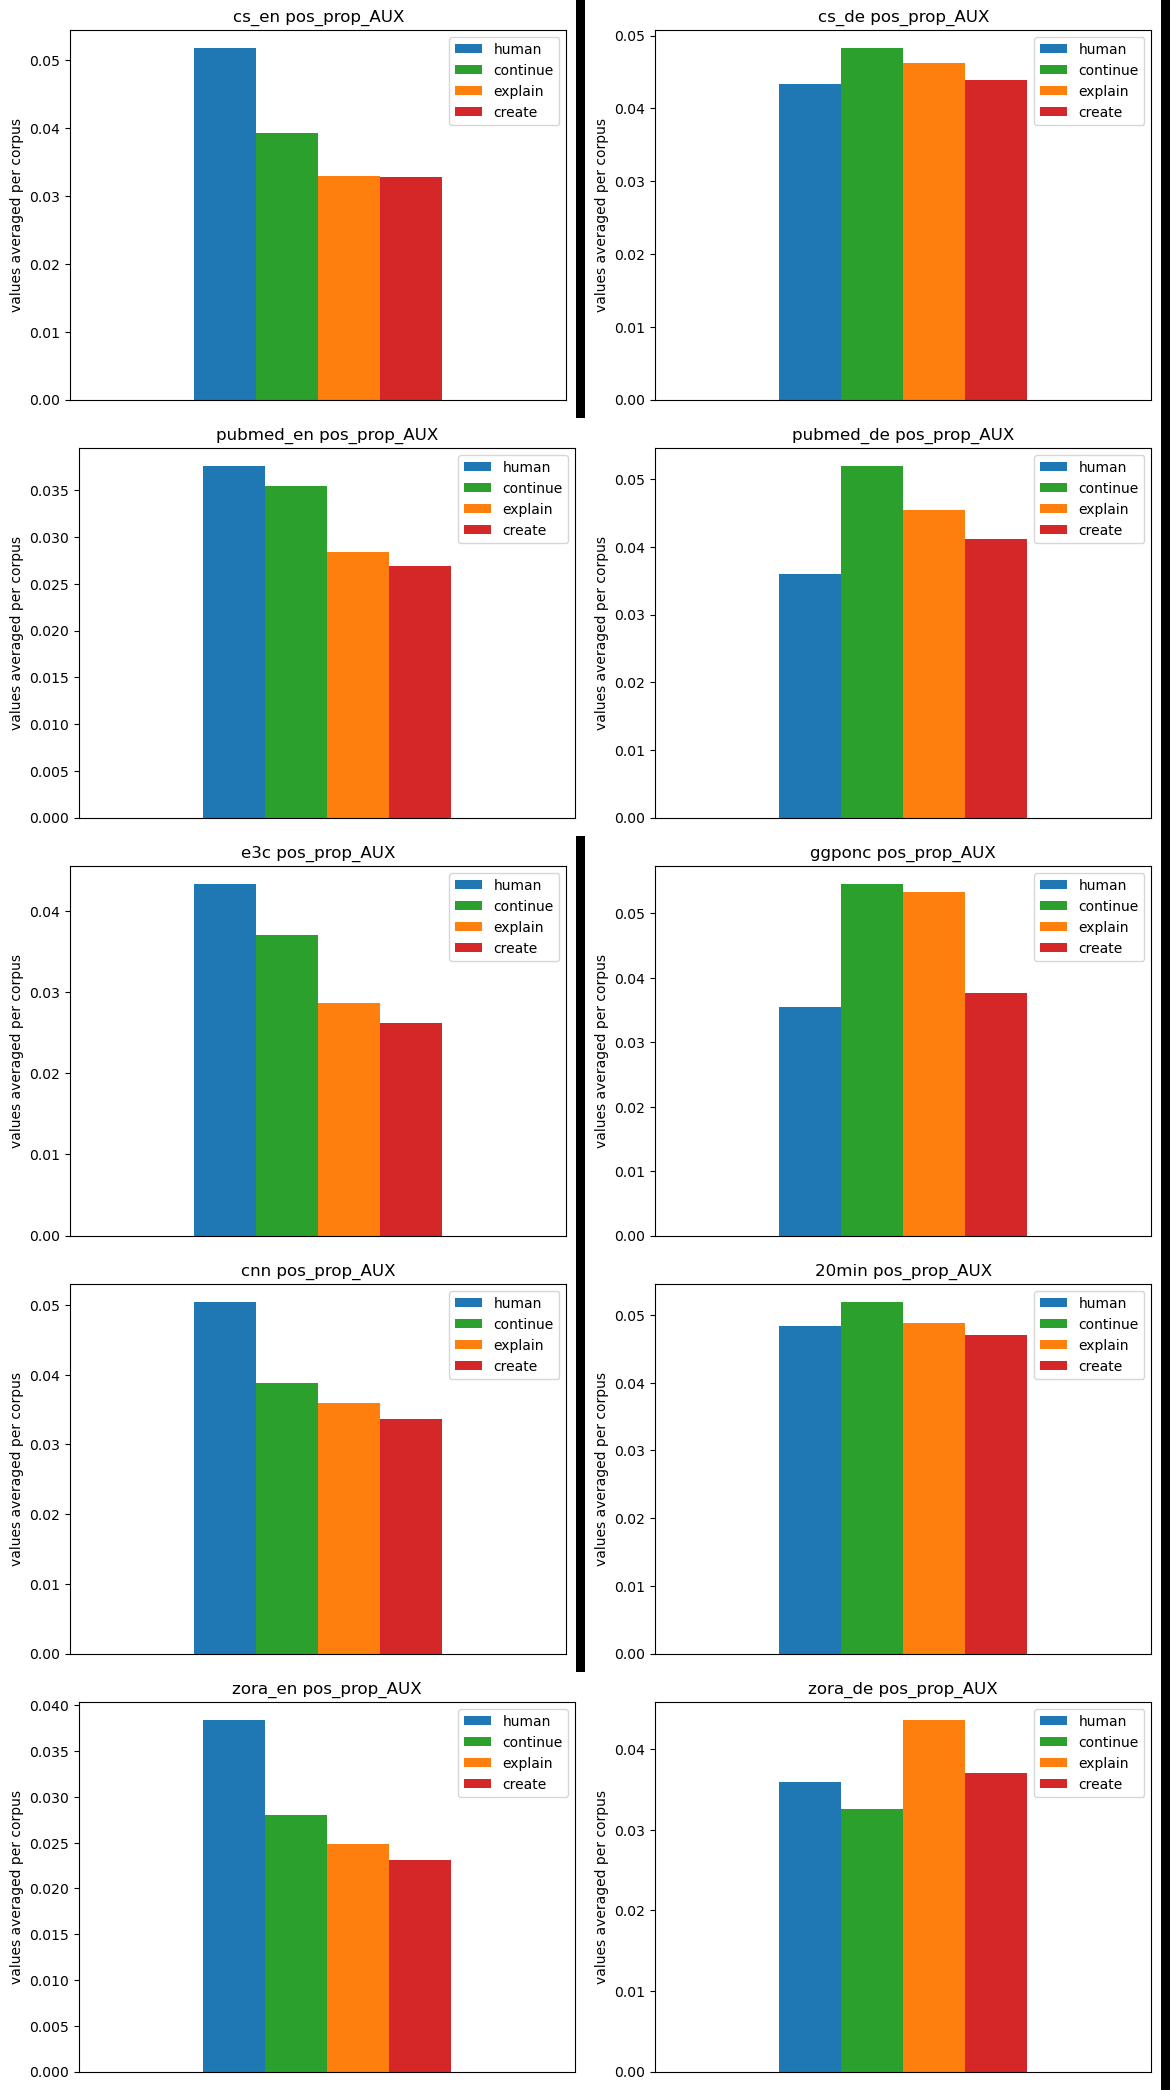 cs_en pos_prop_AUX
values averaged per corpus
0.05
0.04
0.03
0.02
0.01
0.00
human
continue
explain
create
cs_de pos_prop_AUX
values averaged per corpus
0.05
0.04
0.03
0.02
0.01
0.00
human
continue
explain
create
pubmed_en pos_prop_AUX
values averaged per corpus
0.035
0.030
0.025
0.020
0.015
0.010
0.005
0.000
human
continue
explain
create
pubmed_de pos_prop_AUX
values averaged per corpus
0.05
0.04
0.03
0.02
0.01
0.00
human
continue
explain
create
e3c pos_prop_AUX
values averaged per corpus
0.04
0.03
0.02
0.01
0.00
human
continue
explain
create
ggponc pos_prop_AUX
values averaged per corpus
0.05
0.04
0.03
0.02
0.01
0.00
human
continue
explain
create
cnn pos_prop_AUX
values averaged per corpus
0.05
0.04
0.03
0.02
0.01
0.00
human
continue
explain
create
20min pos_prop_AUX
values averaged per corpus
0.05
0.04
0.03
0.02
0.01
0.00
human
continue
explain
create
zora_en pos_prop_AUX
values averaged per corpus
0.040
0.035
0.030
0.025
0.020
0.015
0.010
0.005
0.000
human
continue
explain
create
zora_de pos_prop_AUX
values averaged per corpus
0.04
0.03
0.02
0.01
0.00
human
continue
explain
create